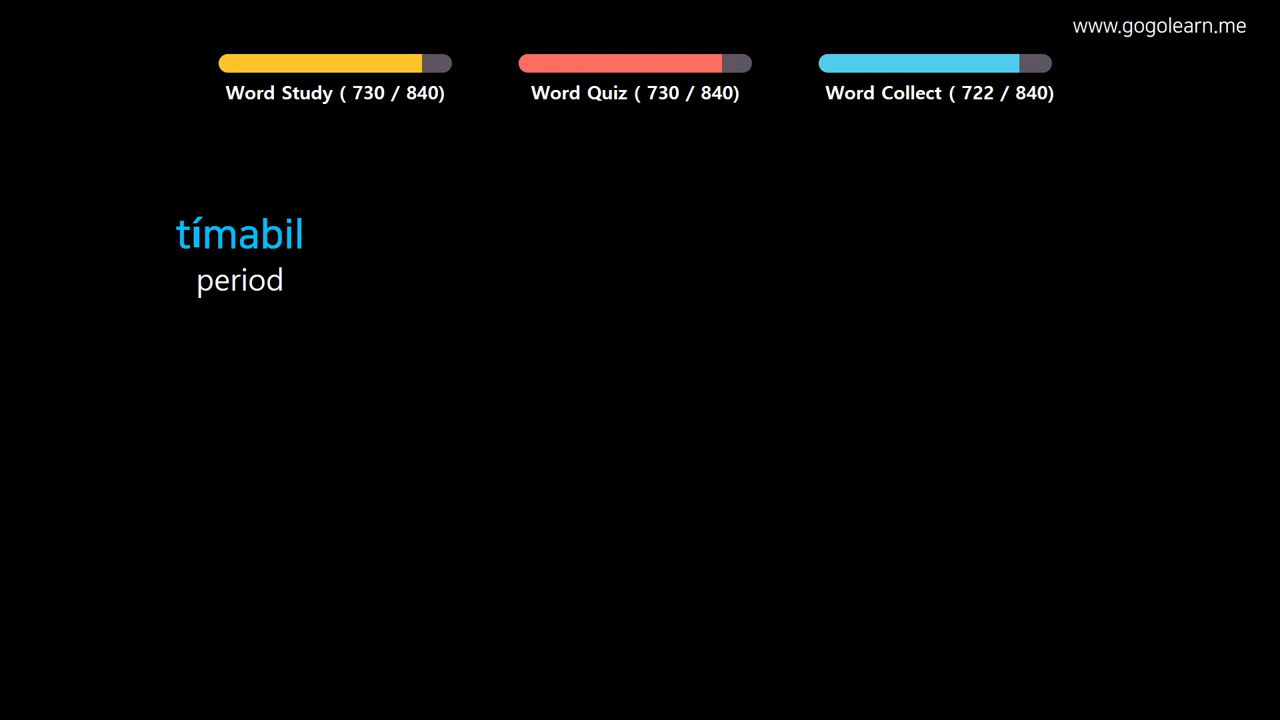 www.gogolearn.me
Word Study ( 730 / 840)
Word Quiz ( 730 / 840)
Word Collect ( 722 / 840)
tímabil
period